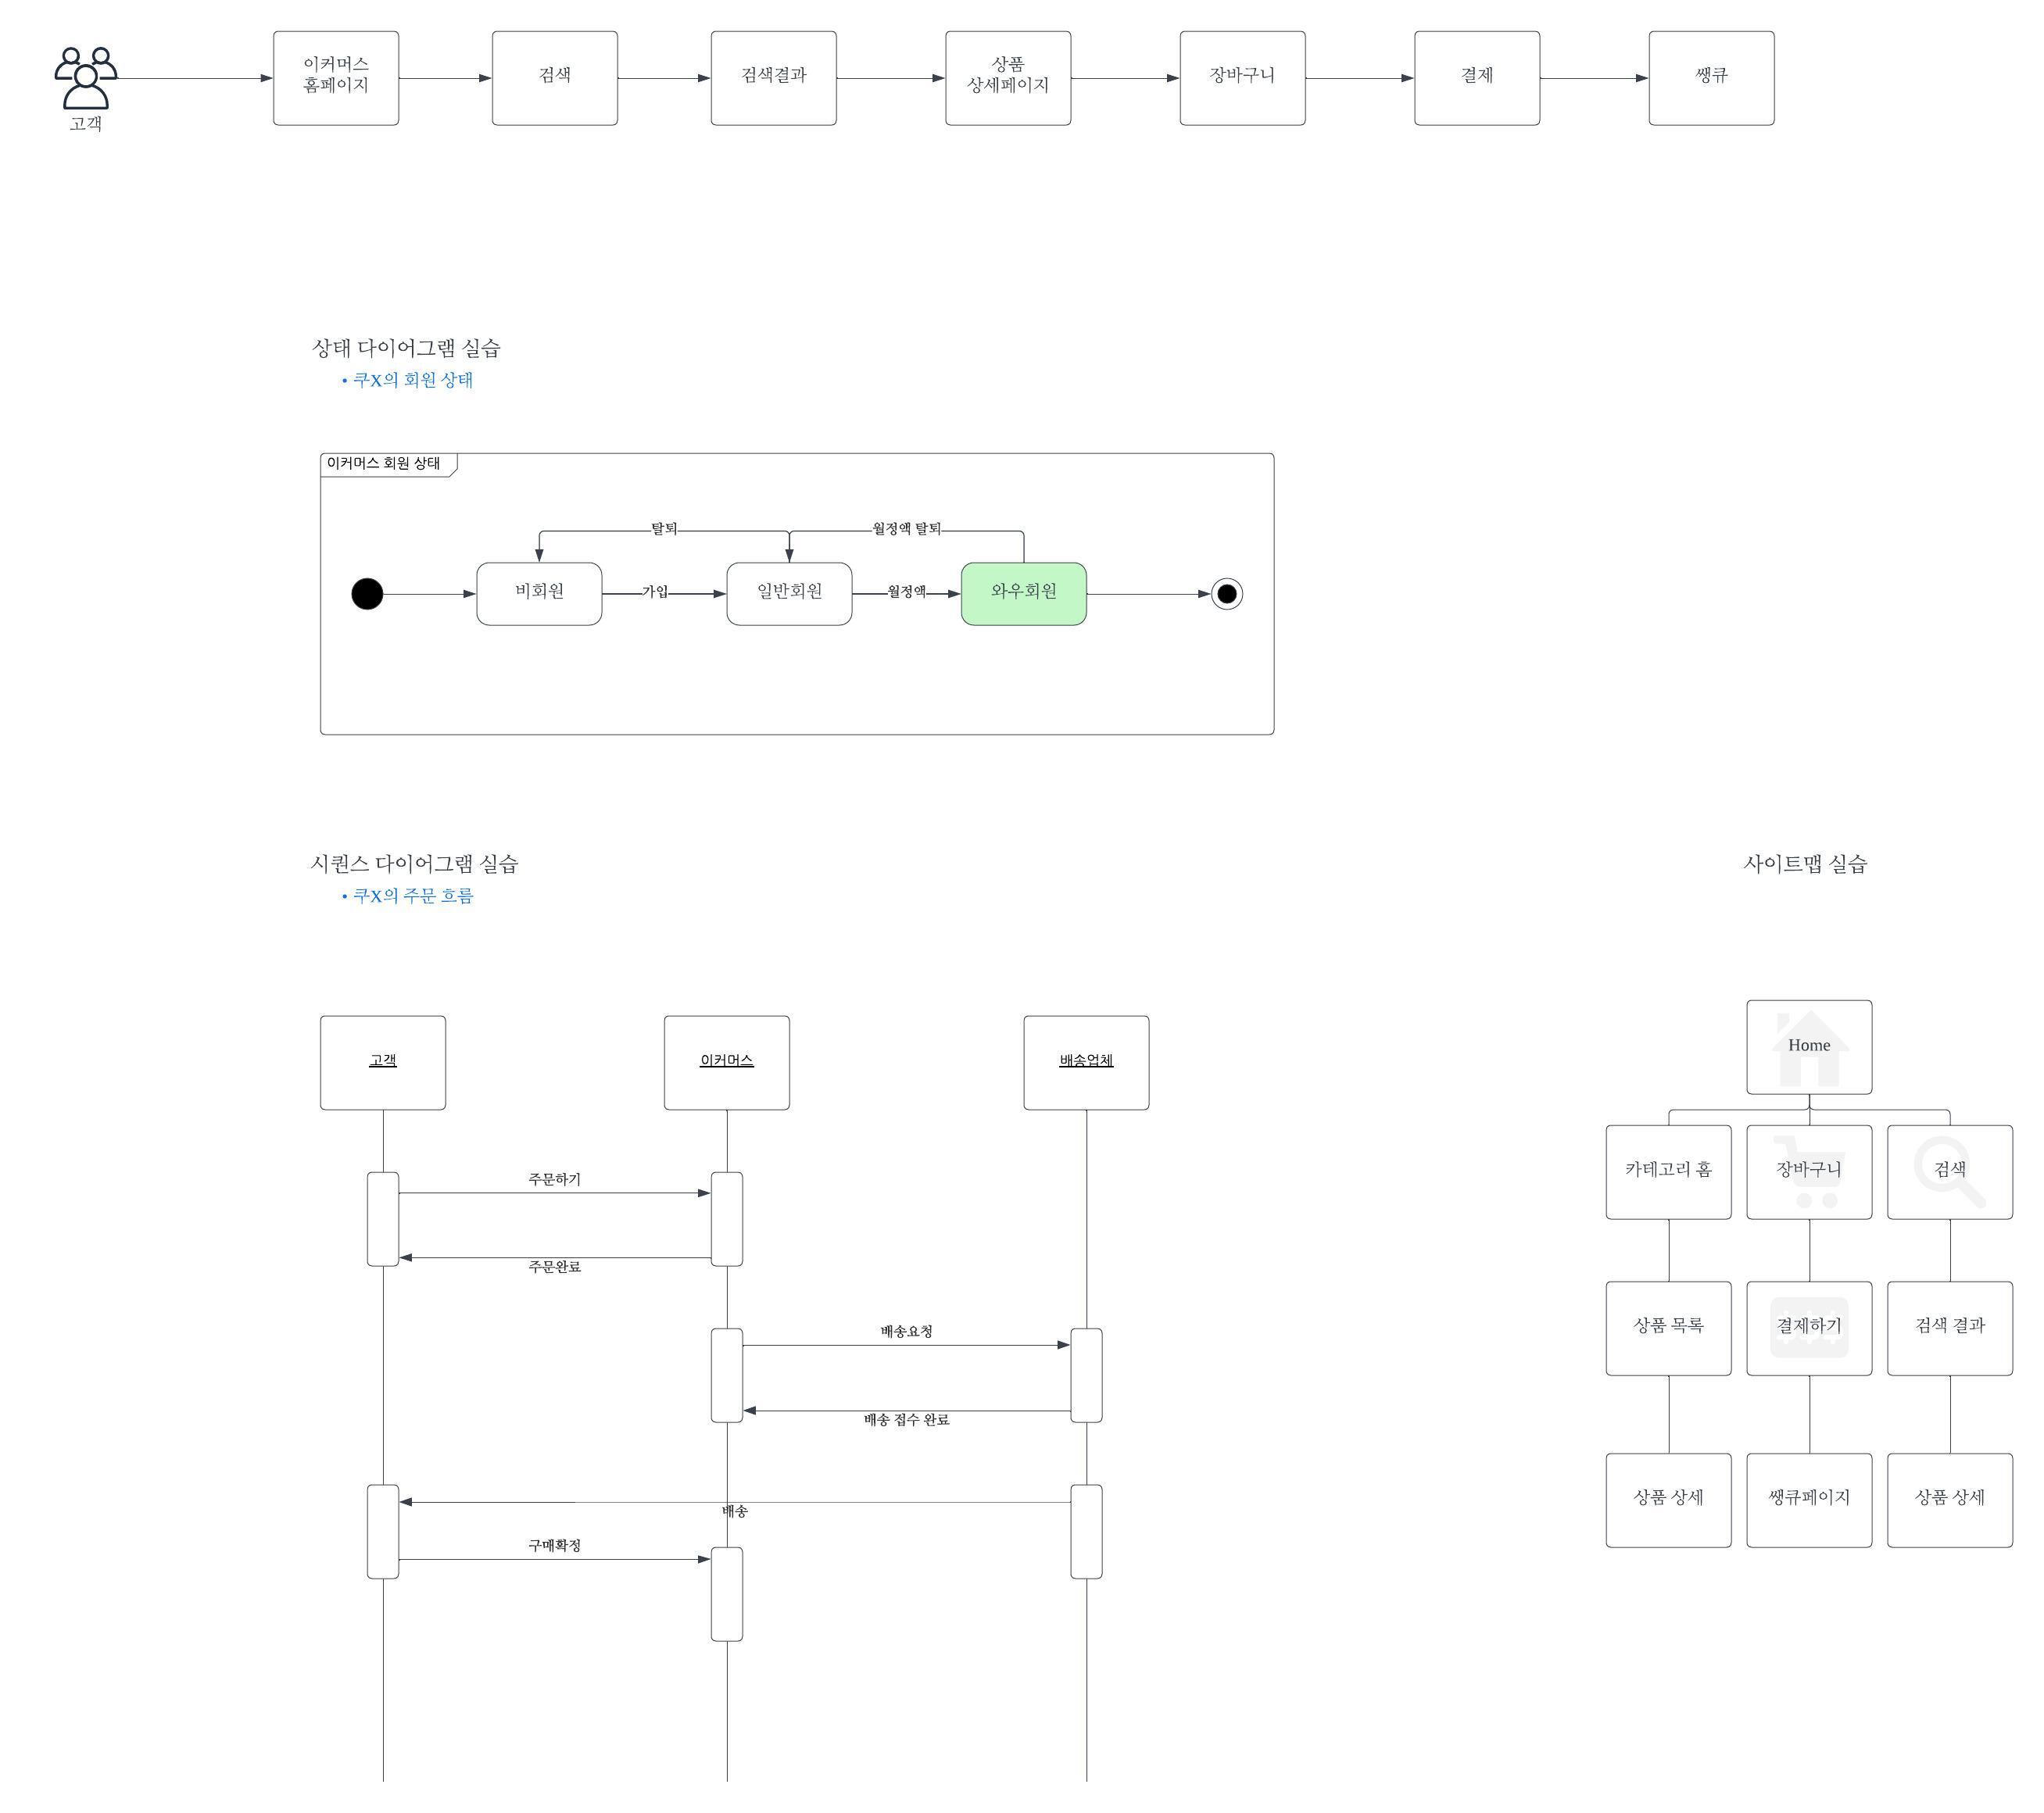 고객
이커머스
홈페이지
검색
검색결과
상품
상세페이지
장바구니
결제
쌩큐
상태 다이어그램 실습
• 쿠X의 회원 상태
이커머스 회원 상태
탈퇴
월정액 탈퇴
비회원
가입
일반회원
월정액
와우회원
시퀀스 다이어그램 실습
• 쿠X의 주문 흐름
고객
이커머스
배송업체
주문하기
주문완료
배송요청
배송 접수 완료
배송
구매확정
사이트맵 실습
Home
카테고리 홈
장바구니
검색
상품 목록
결제하기
검색 결과
상품 상세
쌩큐페이지
상품 상세